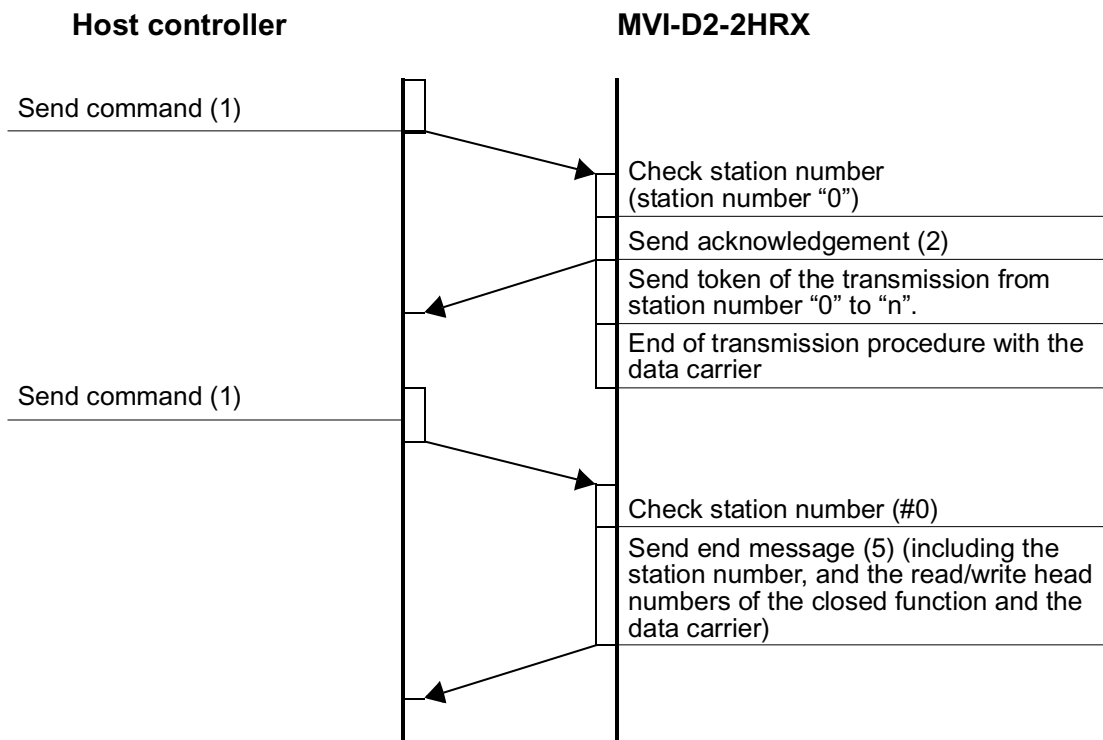 Host controller
MVI-D2-2HRX
Send command (1)
Check station number
(station number “0”)
Send acknowledgement (2)
Send token of the transmission from
station number “0” to “n”.
End of transmission procedure with the
data carrier
Send command (1)
Check station number (#0)
Send end message (5) (including the
station number, and the read/write head
numbers of the closed function and the
data carrier)